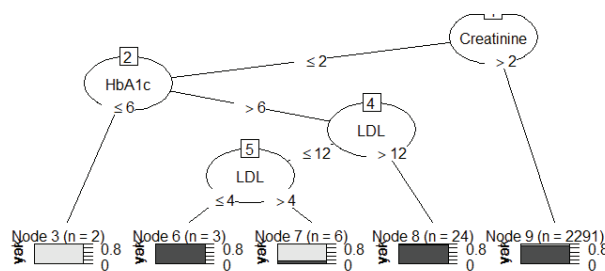 Creatinine
2
≤ 2
> 2
HbA1c
≤ 6
> 6
4
LDL
5
≤ 12
> 12
LDL
≤ 4
> 4
Node 3 (n = 2)
Node 6 (n = 3)
Node 7 (n = 6)
Node 8 (n = 24)
Node 9 (n = 2291)
0.8
0
0.8
0
0.8
0
0.8
0
0.8
0